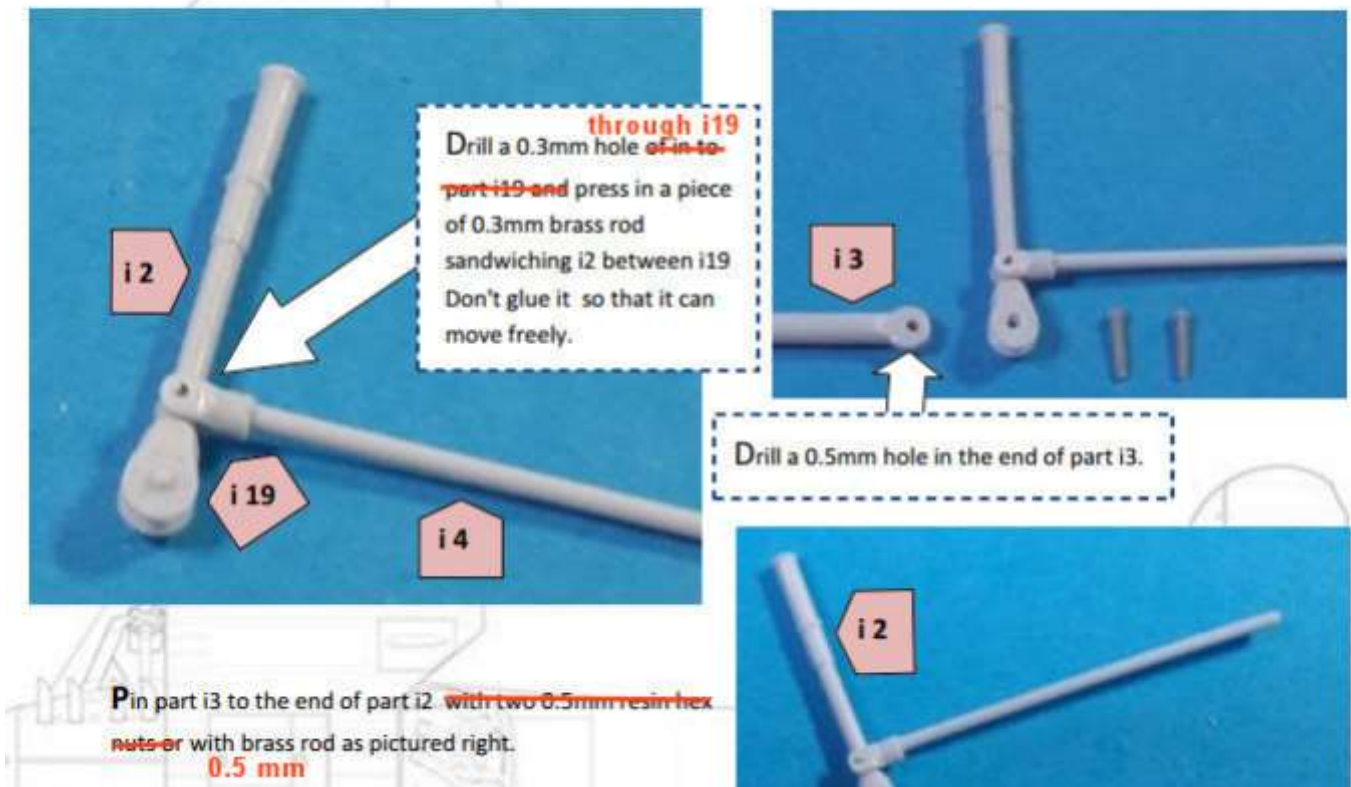 through i19
Drill a 0.3mm hole of in to
part i19 and press in a piece
of 0.3mm brass rod
sandwiching i2 between i19
Don't glue it so that it can
move freely.
i 2
i 19
i 4
i 3
Drill a 0.5mm hole in the end of part i3.
i 2
Pin part i3 to the end of part i2 with two 0.5mm resin hex
nuts or with brass rod as pictured right.
0.5 mm